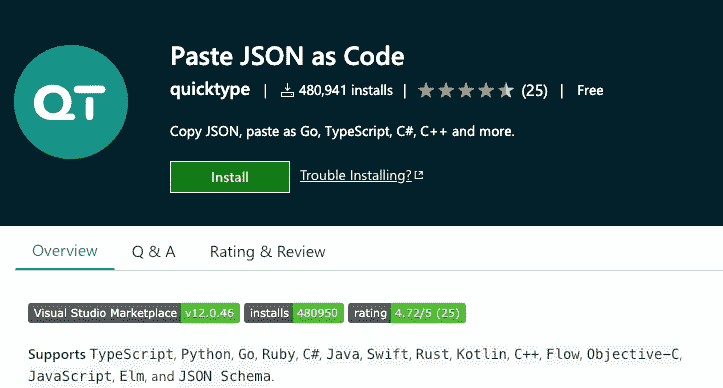 QT
Paste JSON as Code
quicktype | 480,941 installs | (25) | Free
Copy JSON, paste as Go, TypeScript, C#, C++ and more.
Install Trouble Installing?
Overview Q & A Rating & Review
Visual Studio Marketplace v12.0.46 installs 480950 rating 4.72/5 (25)
Supports TypeScript, Python, Go, Ruby, C#, Java, Swift, Rust, Kotlin, C++, Flow, Objective-C,
JavaScript, Elm, and JSON Schema.